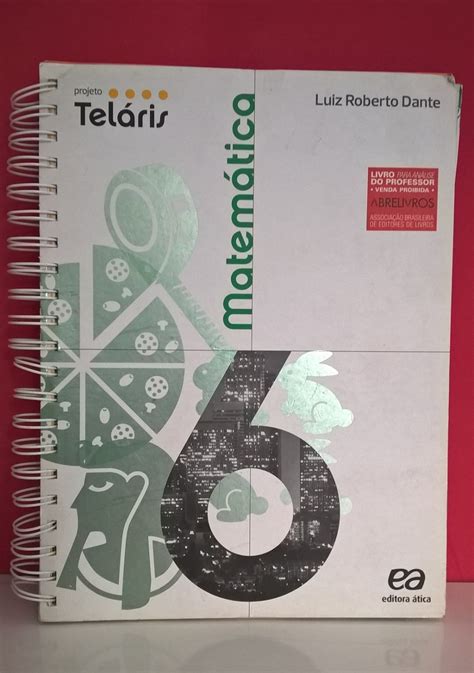 projeto
Teláris
Luiz Roberto Dante
Matemática
LIVRO PARA ANÁLISE
DO PROFESSOR
• VENDA PROIBIDA •
ABRELIVROS
ASSOCIAÇÃO BRASILEIRA
DE EDITORES DE LIVROS
6
ea
editora ática